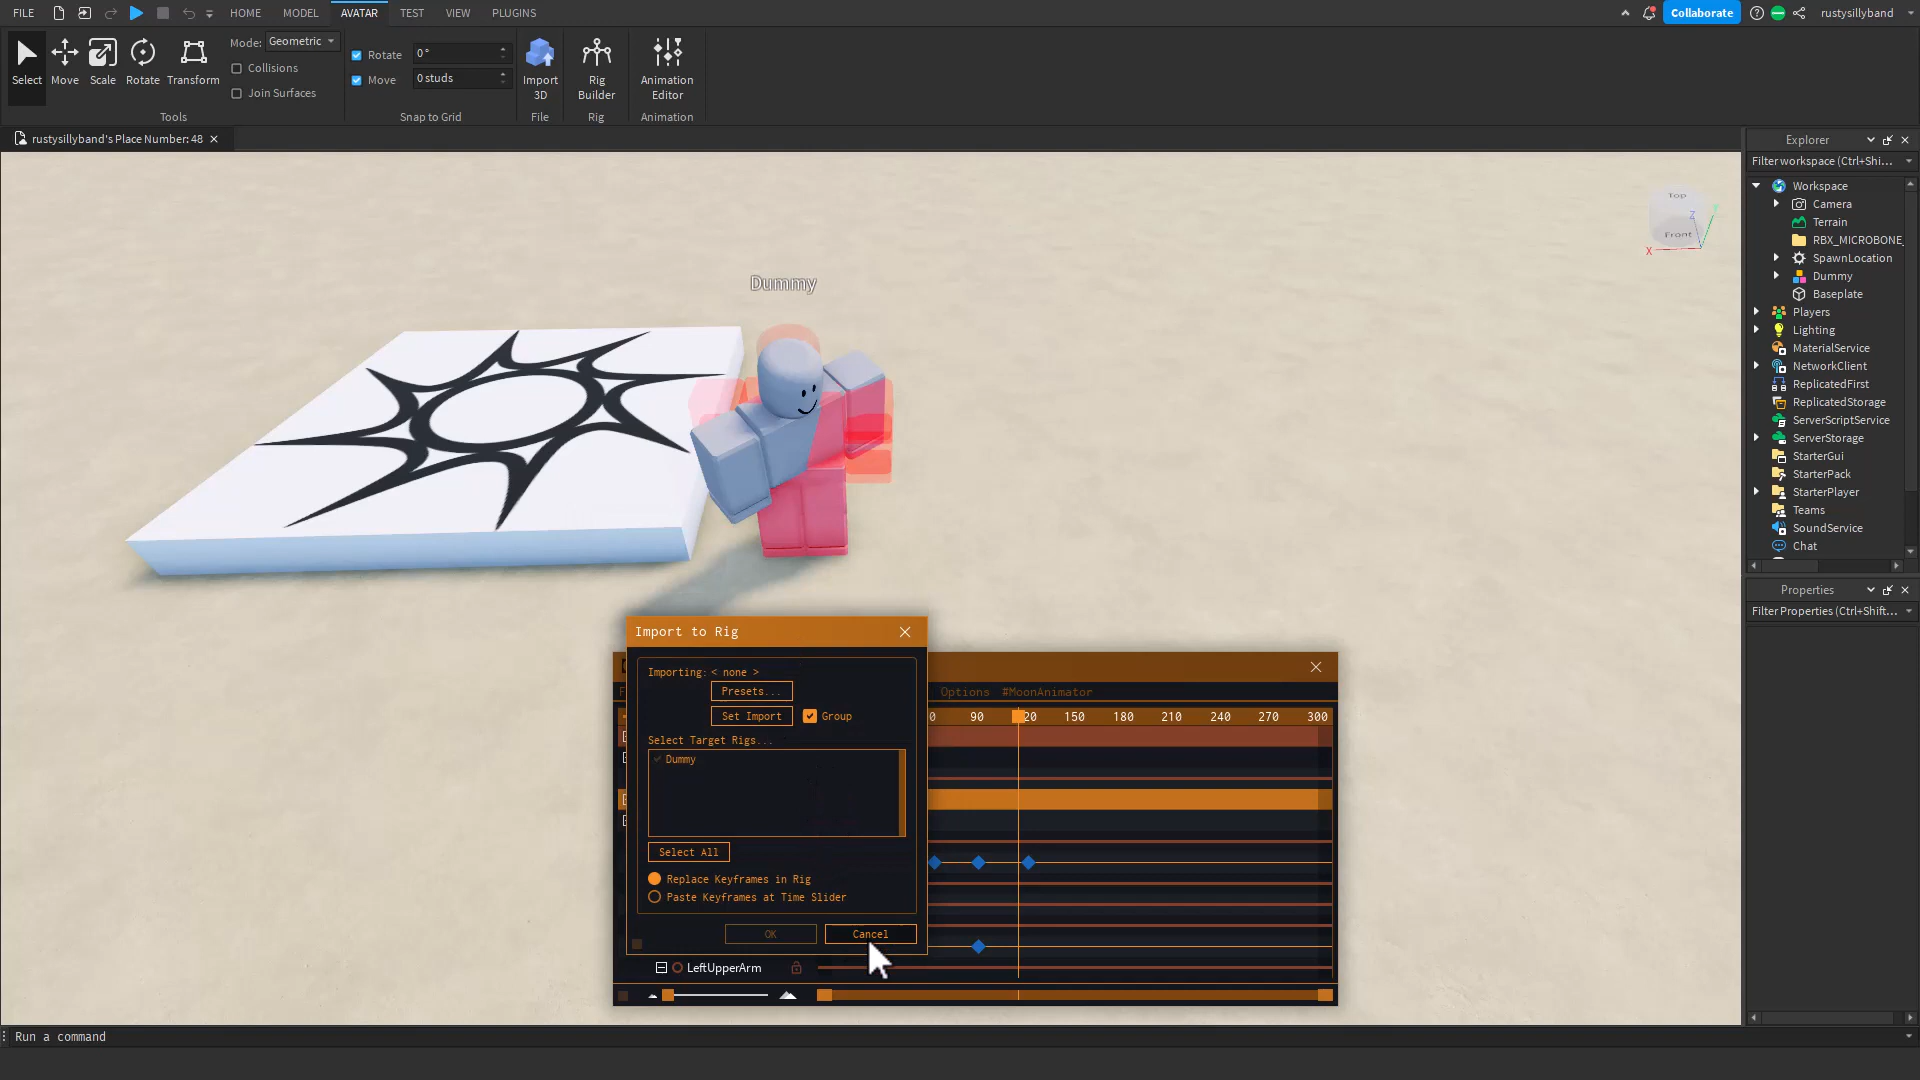 FILE
HOME
MODEL
AVATAR
TEST
VIEW
PLUGINS
Collaborate
rustysillyband
Select
Move
Scale
Rotate
Transform
Mode:
Geometric
Collisions
Join Surfaces
Tools
Rotate
0 °
Move
0 studs
Snap to Grid
Import
3D
File
Rig
Builder
Rig
Animation
Editor
Animation
rustysillyband's Place Number: 48
Dummy
Top
Front
X
Y
Z
Explorer
Filter workspace (Ctrl+Shi...
Workspace
Camera
Terrain
RBX_MICROBONE_
SpawnLocation
Dummy
Baseplate
Players
Lighting
MaterialService
NetworkClient
ReplicatedFirst
ReplicatedStorage
ServerScriptService
ServerStorage
StarterGui
StarterPack
StarterPlayer
Teams
SoundService
Chat
Properties
Filter Properties (Ctrl+Shift...
Import to Rig
Importing: < none >
Presets...
Set Import
Group
Select Target Rigs...
Dummy
Select All
Replace Keyframes in Rig
Paste Keyframes at Time Slider
OK
Cancel
Options
#MoonAnimator
90
150
180
210
240
270
300
LeftUpperArm
Run a command